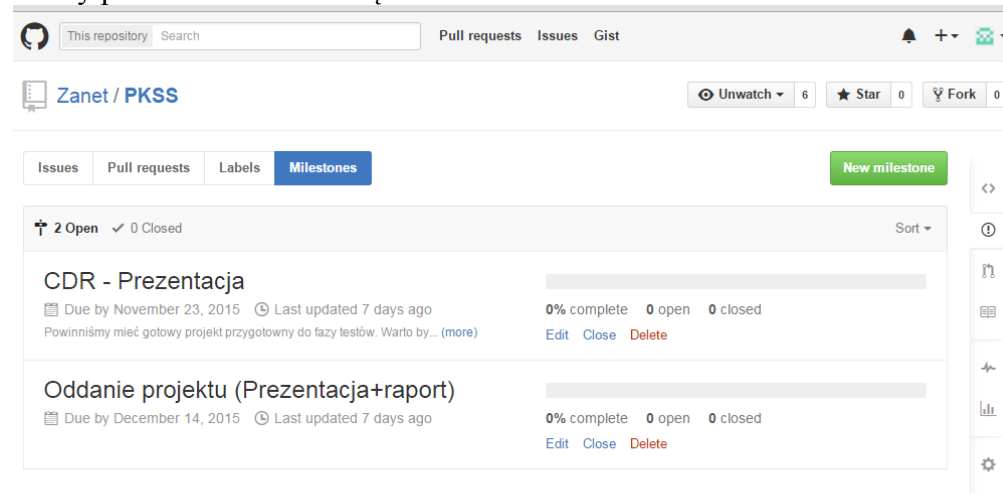 This repository Search Pull requests Issues Gist
Zanet / PKSS Unwatch 6 Star 0 Fork 0
Issues Pull requests Labels Milestones New milestone
2 Open 0 Closed Sort
CDR - Prezentacja
Due by November 23, 2015 Last updated 7 days ago 0% complete 0 open 0 closed
Powinniśmy mieć gotowy projekt przygotowny do fazy testów. Warto by... (more) Edit Close Delete
Oddanie projektu (Prezentacja+raport)
Due by December 14, 2015 Last updated 7 days ago 0% complete 0 open 0 closed
Edit Close Delete